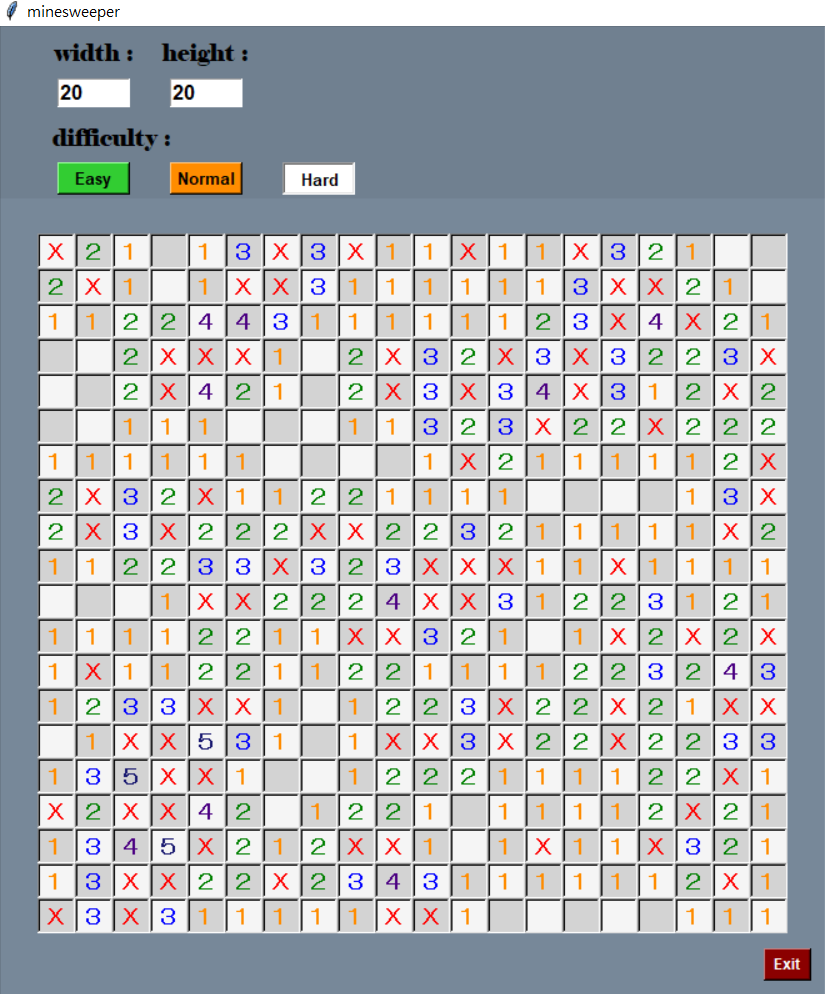 minesweeper
width : height :
20 20
difficulty :
Easy Normal Hard
X 2 1 1 3 X 3 X 1 1 X 1 1 X 3 2 1
2 X 1 1 X X 3 1 1 1 1 1 1 3 X X 2 1
1 1 2 2 4 4 3 1 1 1 1 1 1 2 3 X 4 X 2 1
2 X X X 1 2 X 3 2 X 3 X 3 2 2 3 X
2 X 4 2 1 2 X 3 X 3 4 X 3 1 2 X 2
1 1 1 1 1 3 2 3 X 2 2 X 2 2 2
1 1 1 1 1 1 1 X 2 1 1 1 1 1 2 X
2 X 3 2 X 1 1 2 2 1 1 1 1 1 3 X
2 X 3 X 2 2 2 X X 2 2 3 2 1 1 1 1 1 X 2
1 1 2 2 3 3 X 3 2 3 X X X 1 1 X 1 1 1 1
1 X X 2 2 2 4 X X 3 1 2 2 3 1 2 1
1 1 1 1 2 2 1 1 X X 3 2 1 1 X 2 X 2 X
1 X 1 1 2 2 1 1 2 2 1 1 1 1 2 2 3 2 4 3
1 2 3 3 X X 1 1 2 2 3 X 2 2 X 2 1 X X
1 X X 5 3 1 1 X X 3 X 2 2 X 2 2 3 3
1 3 5 X X 1 1 2 2 2 1 1 1 1 2 2 X 1
X 2 X X 4 2 1 2 2 1 1 1 1 1 2 X 2 1
1 3 4 5 X 2 1 2 X X 1 1 X 1 1 X 3 2 1
1 3 X X 2 2 X 2 3 4 3 1 1 1 1 1 1 2 X 1
X 3 X 3 1 1 1 1 1 X X 1 1 1 1
Exit